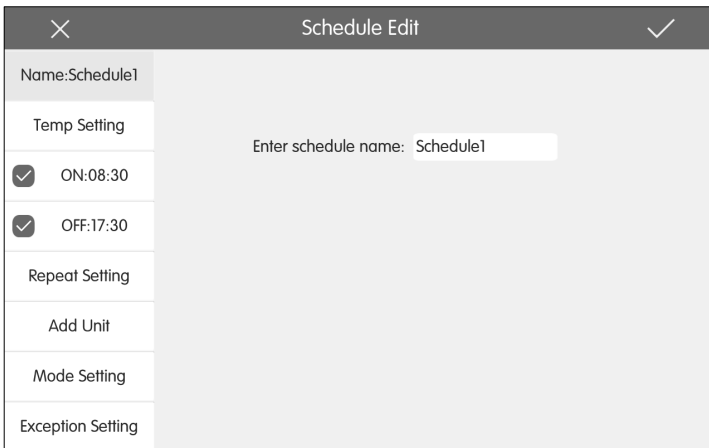 Schedule Edit
Name:Schedule1
Temp Setting
ON:08:30
OFF:17:30
Repeat Setting
Add Unit
Mode Setting
Exception Setting
Enter schedule name: Schedule1